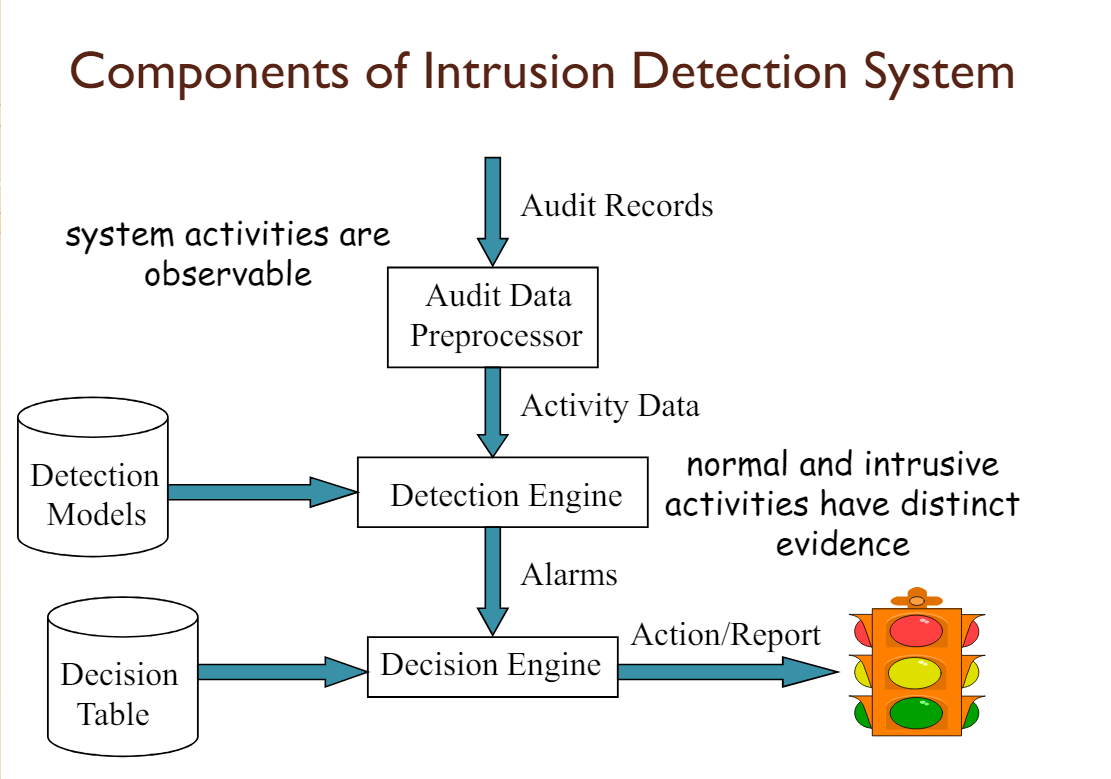 Components of Intrusion Detection System
Audit Records
system activities are
observable
Audit Data
Preprocessor
Activity Data
Detection
Models
Detection Engine
normal and intrusive
activities have distinct
evidence
Alarms
Decision
Table
Decision Engine
Action/Report